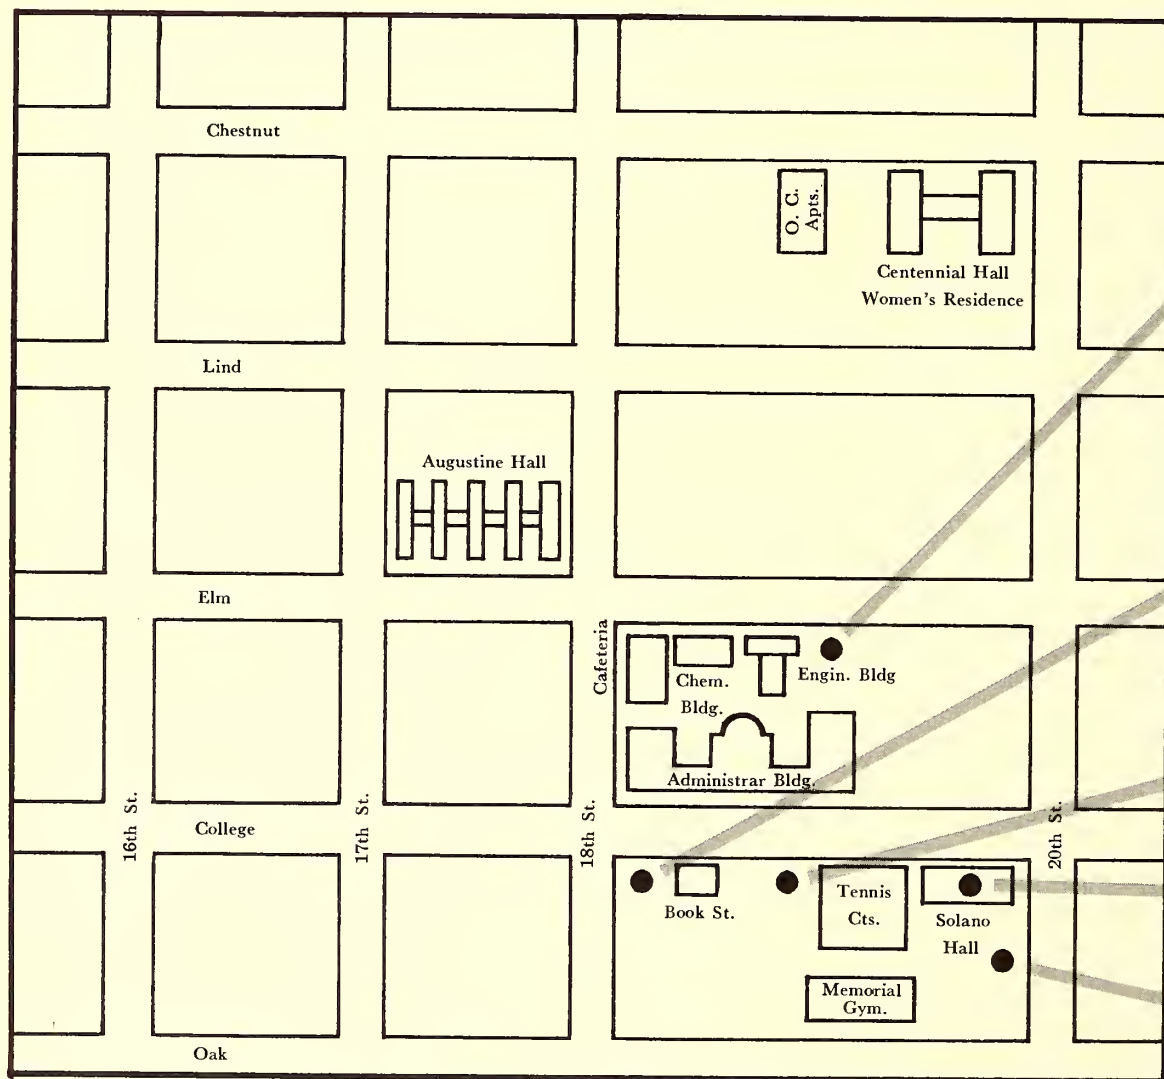 Chestnut
O. C.
Apts.
Centennial Hall
Women's Residence
Lind
Augustine Hall
Elm
Cafeteria
Chem.
Bldg.
Engin. Bldg
Administrar Bldg.
16th St.
17th St.
18th St.
20th St.
College
Book St.
Tennis
Cts.
Solano
Hall
Memorial
Gym.
Oak